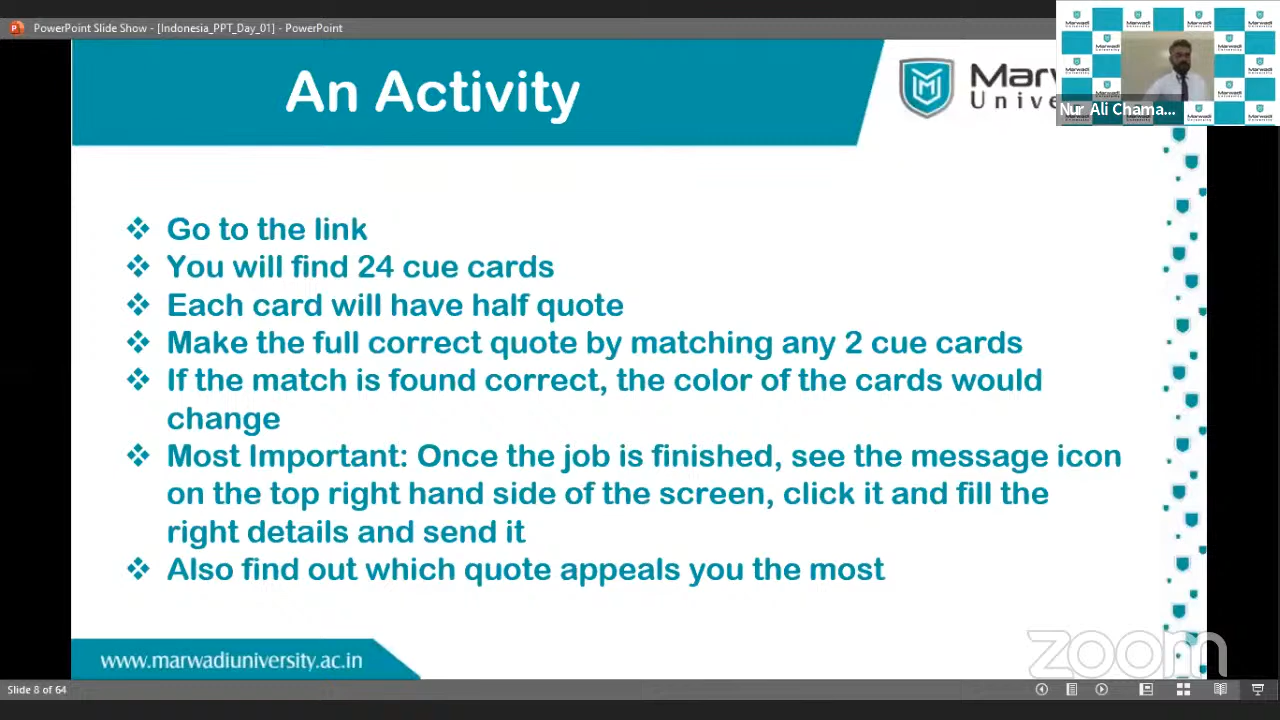 PowerPoint Slide Show - [Indonesia_PPT_Day_01] - PowerPoint
An Activity
Marwadi
Nur Ali Chama...
❖ Go to the link
❖ You will find 24 cue cards
❖ Each card will have half quote
❖ Make the full correct quote by matching any 2 cue cards
❖ If the match is found correct, the color of the cards would
change
❖ Most Important: Once the job is finished, see the message icon
on the top right hand side of the screen, click it and fill the
right details and send it
❖ Also find out which quote appeals you the most
www.marwadiuniversity.ac.in
zoom
Slide 8 of 64